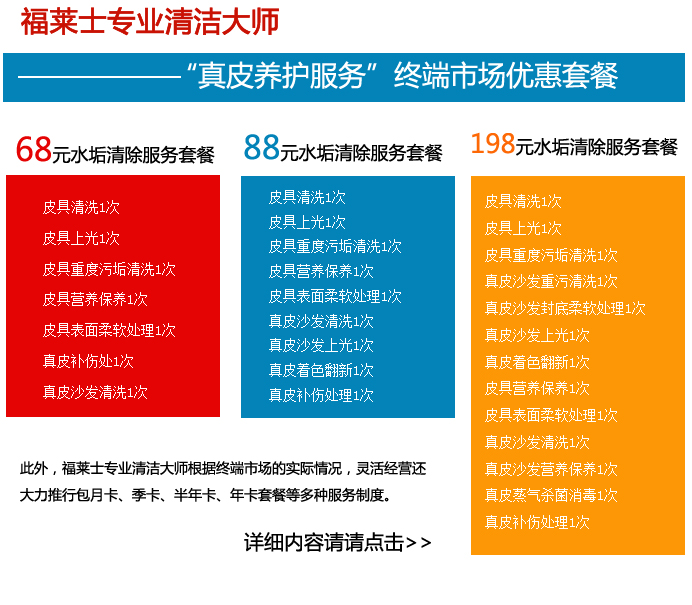 福莱士专业清洁大师
“真皮养护服务”终端市场优惠套餐
68元水垢清除服务套餐
皮具清洗1次
皮具上光1次
皮具重度污垢清洗1次
皮具营养保养1次
皮具表面柔软处理1次
真皮补伤处1次
真皮沙发清洗1次
88元水垢清除服务套餐
皮具清洗1次
皮具上光1次
皮具重度污垢清洗1次
皮具营养保养1次
皮具表面柔软处理1次
真皮沙发清洗1次
真皮沙发上光1次
真皮着色翻新1次
真皮补伤处理1次
198元水垢清除服务套餐
皮具清洗1次
皮具上光1次
皮具重度污垢清洗1次
真皮沙发重污清洗1次
真皮沙发封底柔软处理1次
真皮沙发上光1次
真皮着色翻新1次
皮具营养保养1次
皮具表面柔软处理1次
真皮沙发清洗1次
真皮沙发营养保养1次
真皮蒸气杀菌消毒1次
真皮补伤处理1次
此外，福莱士专业清洁大师根据终端市场的实际情况，灵活经营还
大力推行包月卡、季卡、半年卡、年卡套餐等多种服务制度。
详细内容请请点击>>